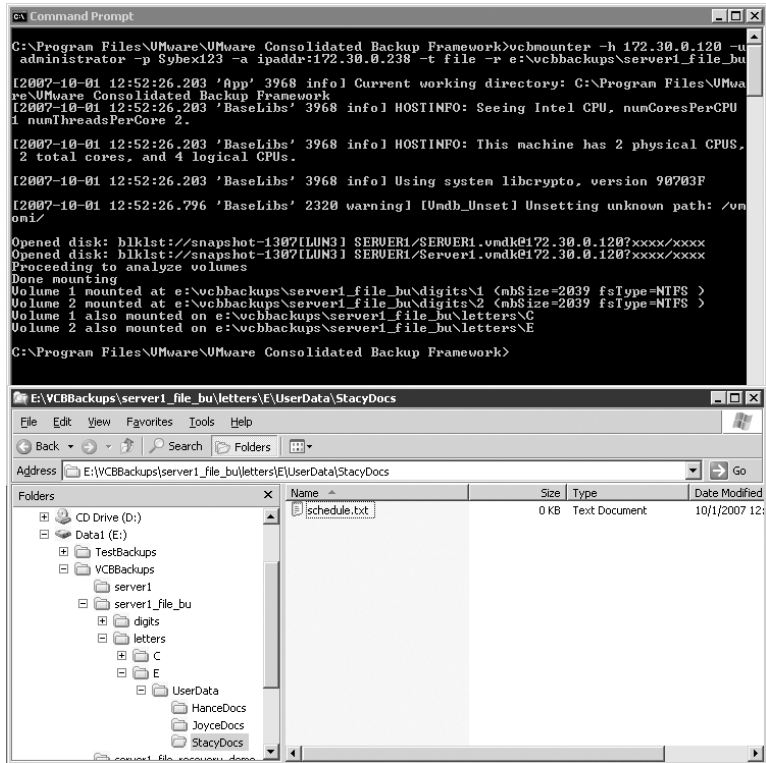 Command Prompt
C:\Program Files\VMware\VMware Consolidated Backup Framework>vcbmounter -h 172.30.0.120 -u
administrator -p Sybex123 -a ipaddr:172.30.0.238 -t file -r e:\vcbbackups\server1_file_bu
[2007-10-01 12:52:26.203 'App' 3968 info] Current working directory: C:\Program Files\VMwa
re\VMware Consolidated Backup Framework
[2007-10-01 12:52:26.203 'BaseLibs' 3968 info] HOSTINFO: Seeing Intel CPU, numCoresPerCPU
1 numThreadsPerCore 2.
[2007-10-01 12:52:26.203 'BaseLibs' 3968 info] HOSTINFO: This machine has 2 physical CPUS,
2 total cores, and 4 logical CPUs.
[2007-10-01 12:52:26.203 'BaseLibs' 3968 info] Using system libcrypto, version 90703F
[2007-10-01 12:52:26.796 'BaseLibs' 2320 warning] [Vmdb_Unset] Unsetting unknown path: /vm
omi/
Opened disk: blklst://snapshot-1307[LUN3] SERVER1/SERVER1.vmdk@172.30.0.120?xxxx/xxxx
Opened disk: blklst://snapshot-1307[LUN3] SERVER1/Server1.vmdk@172.30.0.120?xxxx/xxxx
Proceeding to analyze volumes
Done mounting
Volume 1 mounted at e:\vcbbackups\server1_file_bu\digits\1 (mbSize=2039 fsType=NTFS )
Volume 2 mounted at e:\vcbbackups\server1_file_bu\digits\2 (mbSize=2039 fsType=NTFS )
Volume 1 also mounted on e:\vcbbackups\server1_file_bu\letters\C
Volume 2 also mounted on e:\vcbbackups\server1_file_bu\letters\E
C:\Program Files\VMware\VMware Consolidated Backup Framework>
E:\VCBBackups\server1_file_bu\letters\E\UserData\StacyDocs
File Edit View Favorites Tools Help
Back Search Folders
Address E:\VCBBackups\server1_file_bu\letters\E\UserData\StacyDocs Go
Folders Name Size Type Date Modified
schedule.txt 0 KB Text Document 10/1/2007 12:
CD Drive (D:)
Data1 (E:)
TestBackups
VCBBackups
server1
server1_file_bu
digits
letters
C
E
UserData
HanceDocs
JoyceDocs
StacyDocs
server1_file_recovery_demo